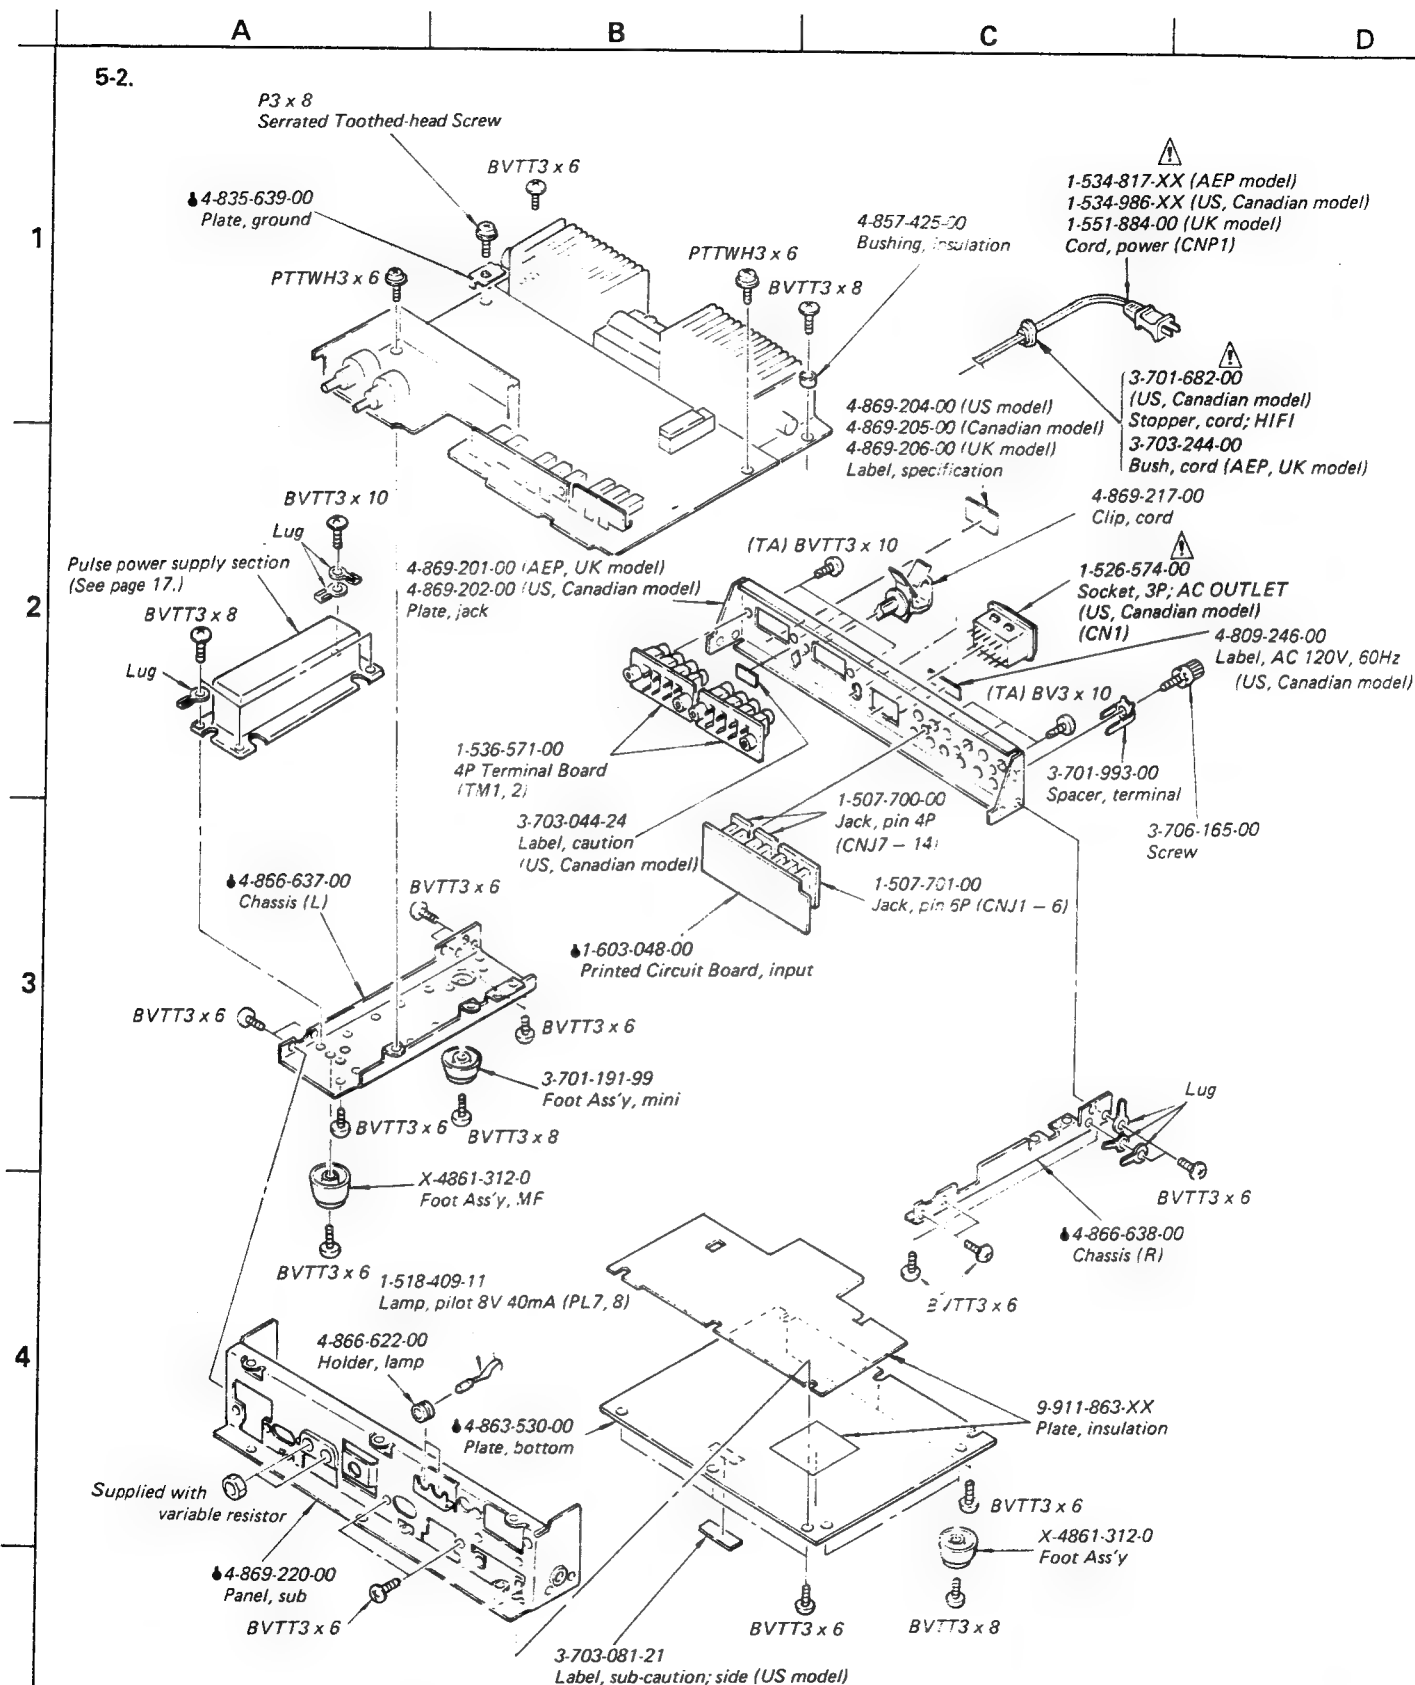 A
B
C
D
5-2.
P3 x 8
Serrated Toothed-head Screw
BVTT3 x 6
4-835-639-00
Plate, ground
1
PTTWH3 x 6
4-857-425-00
Bushing, insulation
PTTWH3 x 6
BVTT3 x 8
1-534-817-XX (AEP model)
1-534-986-XX (US, Canadian model)
1-551-884-00 (UK model)
Cord, power (CNP1)
3-701-682-00
(US, Canadian model)
Stopper, cord; HIFI
3-703-244-00
Bush, cord (AEP, UK model)
4-869-204-00 (US model)
4-869-205-00 (Canadian model)
4-869-206-00 (UK model)
Label, specification
BVTT3 x 10
Lug
Pulse power supply section
(See page 17.)
BVTT3 x 8
Lug
2
4-869-201-00 (AEP, UK model)
4-869-202-00 (US, Canadian model)
Plate, jack
(TA) BVTT3 x 10
4-869-217-00
Clip, cord
1-526-574-00
Socket, 3P; AC OUTLET
(US, Canadian model)
(CN1)
4-809-246-00
Label, AC 120V, 60Hz
(US, Canadian model)
(TA) BV3 x 10
1-536-571-00
4P Terminal Board
(TM1, 2)
3-701-993-00
Spacer, terminal
3-706-165-00
Screw
3-703-044-24
Label, caution
(US, Canadian model)
1-507-700-00
Jack, pin 4P
(CNJ7 – 14)
1-507-701-00
Jack, pin 6P (CNJ1 – 6)
4-866-637-00
Chassis (L)
BVTT3 x 6
1-603-048-00
Printed Circuit Board, input
3
BVTT3 x 6
BVTT3 x 6
3-701-191-99
Foot Ass'y, mini
BVTT3 x 6
BVTT3 x 8
Lug
X-4861-312-0
Foot Ass'y, MF
BVTT3 x 6
BVTT3 x 6
4-866-638-00
Chassis (R)
BVTT3 x 6
1-518-409-11
Lamp, pilot 8V 40mA (PL7, 8)
4
4-866-622-00
Holder, lamp
4-863-530-00
Plate, bottom
9-911-863-XX
Plate, insulation
Supplied with
variable resistor
BVTT3 x 6
X-4861-312-0
Foot Ass'y
4-869-220-00
Panel, sub
BVTT3 x 6
BVTT3 x 6
BVTT3 x 8
3-703-081-21
Label, sub-caution; side (US model)